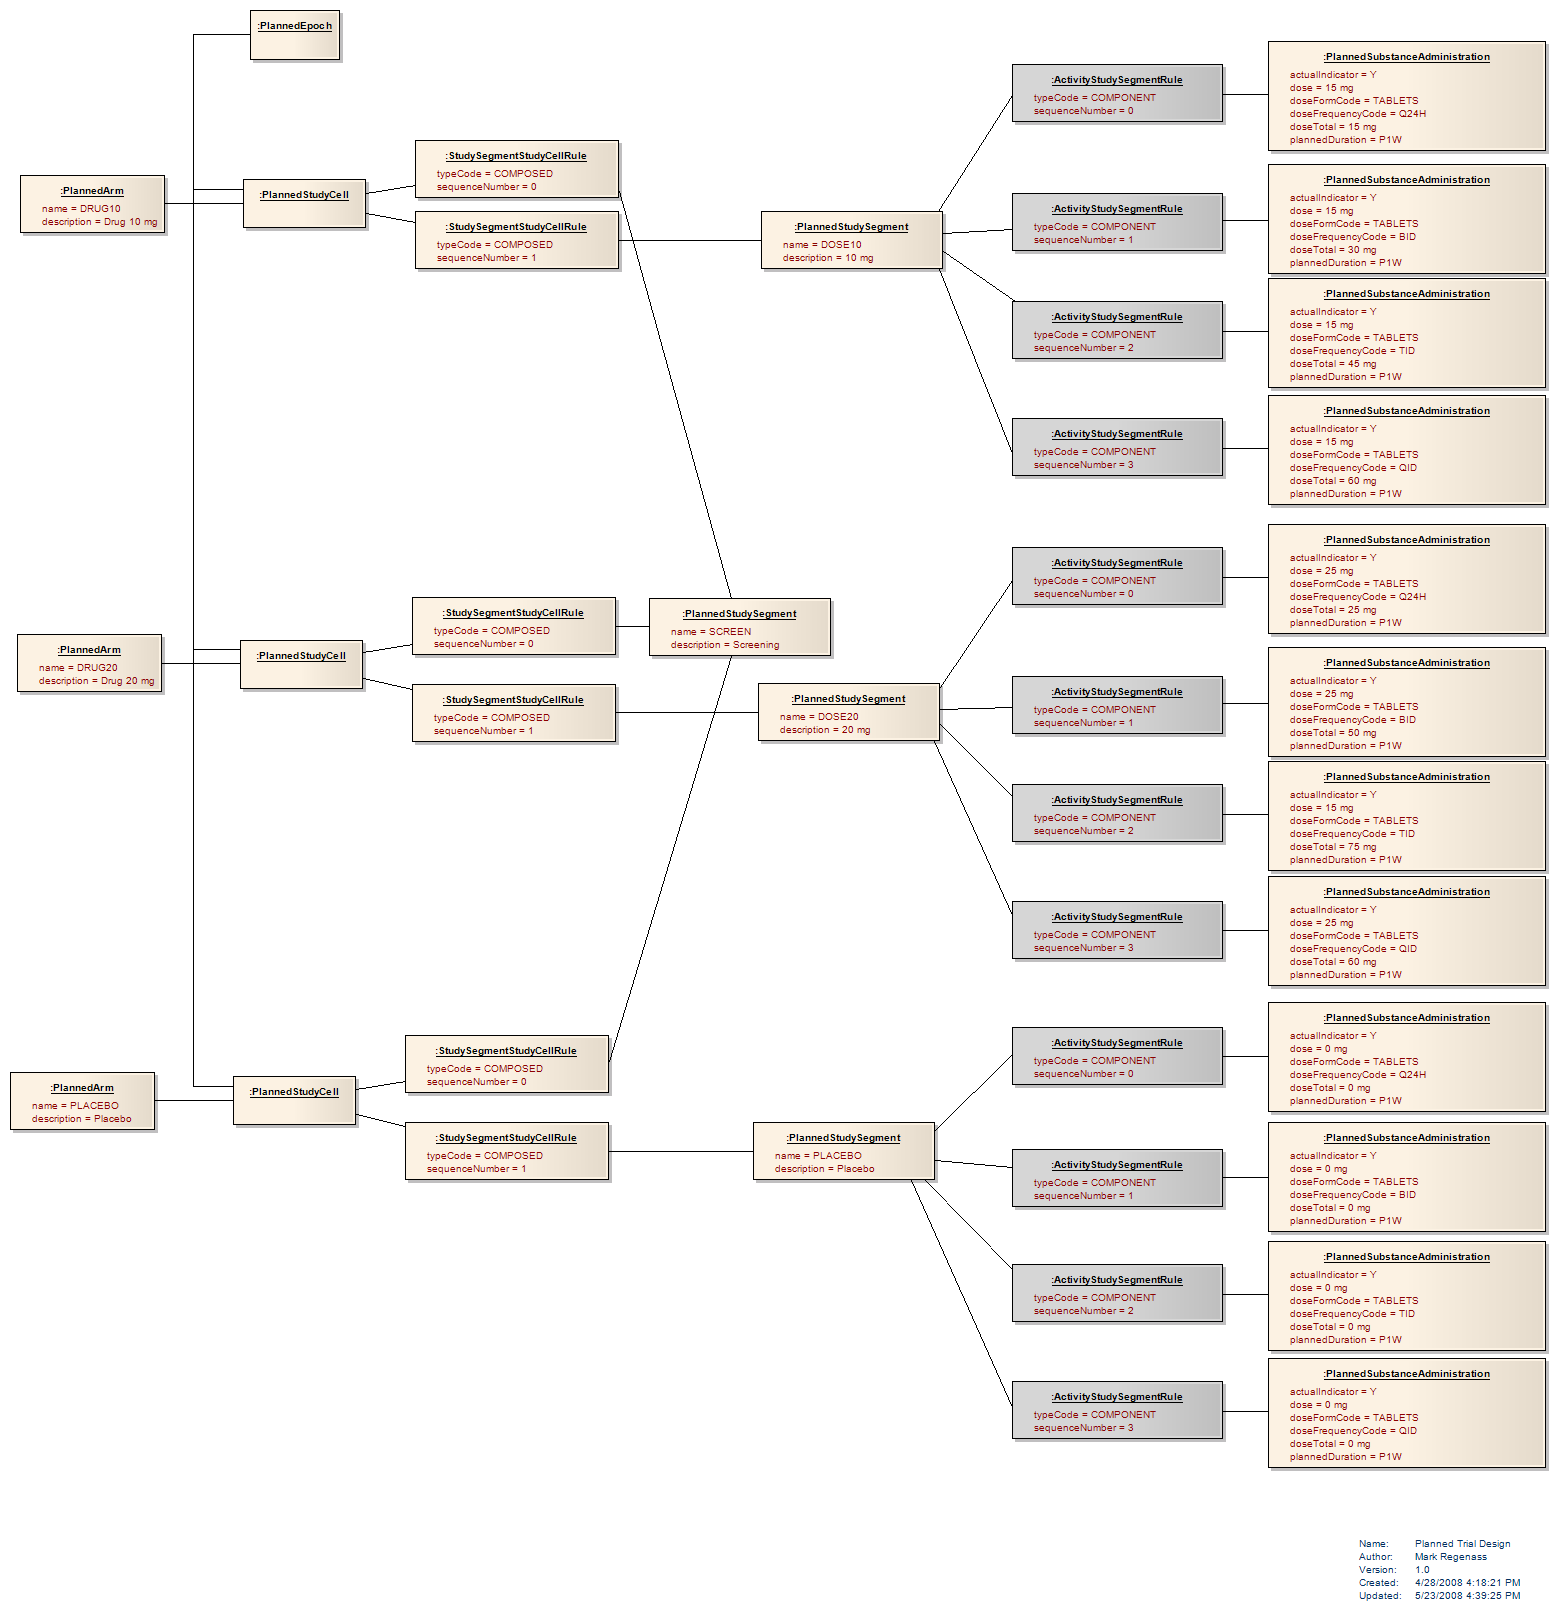 :PlannedEpoch
:PlannedArm
name = DRUG10
description = Drug 10 mg
:PlannedStudyCell
:StudySegmentStudyCellRule
typeCode = COMPOSED
sequenceNumber = 0
:StudySegmentStudyCellRule
typeCode = COMPOSED
sequenceNumber = 1
:PlannedStudySegment
name = DOSE10
description = 10 mg
:ActivityStudySegmentRule
typeCode = COMPONENT
sequenceNumber = 0
:PlannedSubstanceAdministration
actualIndicator = Y
dose = 15 mg
doseFormCode = TABLETS
doseFrequencyCode = Q24H
doseTotal = 15 mg
plannedDuration = P1W
:ActivityStudySegmentRule
typeCode = COMPONENT
sequenceNumber = 1
:PlannedSubstanceAdministration
actualIndicator = Y
dose = 15 mg
doseFormCode = TABLETS
doseFrequencyCode = BID
doseTotal = 30 mg
plannedDuration = P1W
:ActivityStudySegmentRule
typeCode = COMPONENT
sequenceNumber = 2
:PlannedSubstanceAdministration
actualIndicator = Y
dose = 15 mg
doseFormCode = TABLETS
doseFrequencyCode = TID
doseTotal = 45 mg
plannedDuration = P1W
:ActivityStudySegmentRule
typeCode = COMPONENT
sequenceNumber = 3
:PlannedSubstanceAdministration
actualIndicator = Y
dose = 15 mg
doseFormCode = TABLETS
doseFrequencyCode = QID
doseTotal = 60 mg
plannedDuration = P1W
:PlannedArm
name = DRUG20
description = Drug 20 mg
:PlannedStudyCell
:StudySegmentStudyCellRule
typeCode = COMPOSED
sequenceNumber = 0
:StudySegmentStudyCellRule
typeCode = COMPOSED
sequenceNumber = 1
:PlannedStudySegment
name = SCREEN
description = Screening
:PlannedStudySegment
name = DOSE20
description = 20 mg
:ActivityStudySegmentRule
typeCode = COMPONENT
sequenceNumber = 0
:PlannedSubstanceAdministration
actualIndicator = Y
dose = 25 mg
doseFormCode = TABLETS
doseFrequencyCode = Q24H
doseTotal = 25 mg
plannedDuration = P1W
:ActivityStudySegmentRule
typeCode = COMPONENT
sequenceNumber = 1
:PlannedSubstanceAdministration
actualIndicator = Y
dose = 25 mg
doseFormCode = TABLETS
doseFrequencyCode = BID
doseTotal = 50 mg
plannedDuration = P1W
:ActivityStudySegmentRule
typeCode = COMPONENT
sequenceNumber = 2
:PlannedSubstanceAdministration
actualIndicator = Y
dose = 15 mg
doseFormCode = TABLETS
doseFrequencyCode = TID
doseTotal = 75 mg
plannedDuration = P1W
:ActivityStudySegmentRule
typeCode = COMPONENT
sequenceNumber = 3
:PlannedSubstanceAdministration
actualIndicator = Y
dose = 25 mg
doseFormCode = TABLETS
doseFrequencyCode = QID
doseTotal = 60 mg
plannedDuration = P1W
:PlannedArm
name = PLACEBO
description = Placebo
:PlannedStudyCell
:StudySegmentStudyCellRule
typeCode = COMPOSED
sequenceNumber = 0
:StudySegmentStudyCellRule
typeCode = COMPOSED
sequenceNumber = 1
:PlannedStudySegment
name = PLACEBO
description = Placebo
:ActivityStudySegmentRule
typeCode = COMPONENT
sequenceNumber = 0
:PlannedSubstanceAdministration
actualIndicator = Y
dose = 0 mg
doseFormCode = TABLETS
doseFrequencyCode = Q24H
doseTotal = 0 mg
plannedDuration = P1W
:ActivityStudySegmentRule
typeCode = COMPONENT
sequenceNumber = 1
:PlannedSubstanceAdministration
actualIndicator = Y
dose = 0 mg
doseFormCode = TABLETS
doseFrequencyCode = BID
doseTotal = 0 mg
plannedDuration = P1W
:ActivityStudySegmentRule
typeCode = COMPONENT
sequenceNumber = 2
:PlannedSubstanceAdministration
actualIndicator = Y
dose = 0 mg
doseFormCode = TABLETS
doseFrequencyCode = TID
doseTotal = 0 mg
plannedDuration = P1W
:ActivityStudySegmentRule
typeCode = COMPONENT
sequenceNumber = 3
:PlannedSubstanceAdministration
actualIndicator = Y
dose = 0 mg
doseFormCode = TABLETS
doseFrequencyCode = QID
doseTotal = 0 mg
plannedDuration = P1W
Name: Planned Trial Design
Author: Mark Regenass
Version: 1.0
Created: 4/28/2008 4:18:21 PM
Updated: 5/23/2008 4:39:25 PM